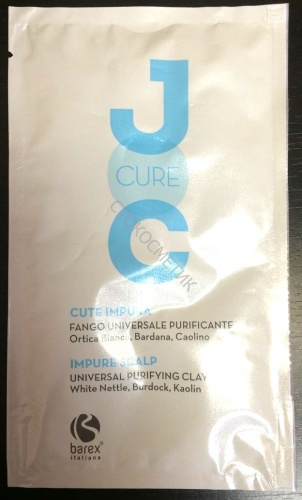 J
CURE
C
CUTE IMPURA
FANGO UNIVERSALE PURIFICANTE
Ortica Bianca, Bardana, Caolino
IMPURE SCALP
UNIVERSAL PURIFYING CLAY
White Nettle, Burdock, Kaolin
barex
italiana